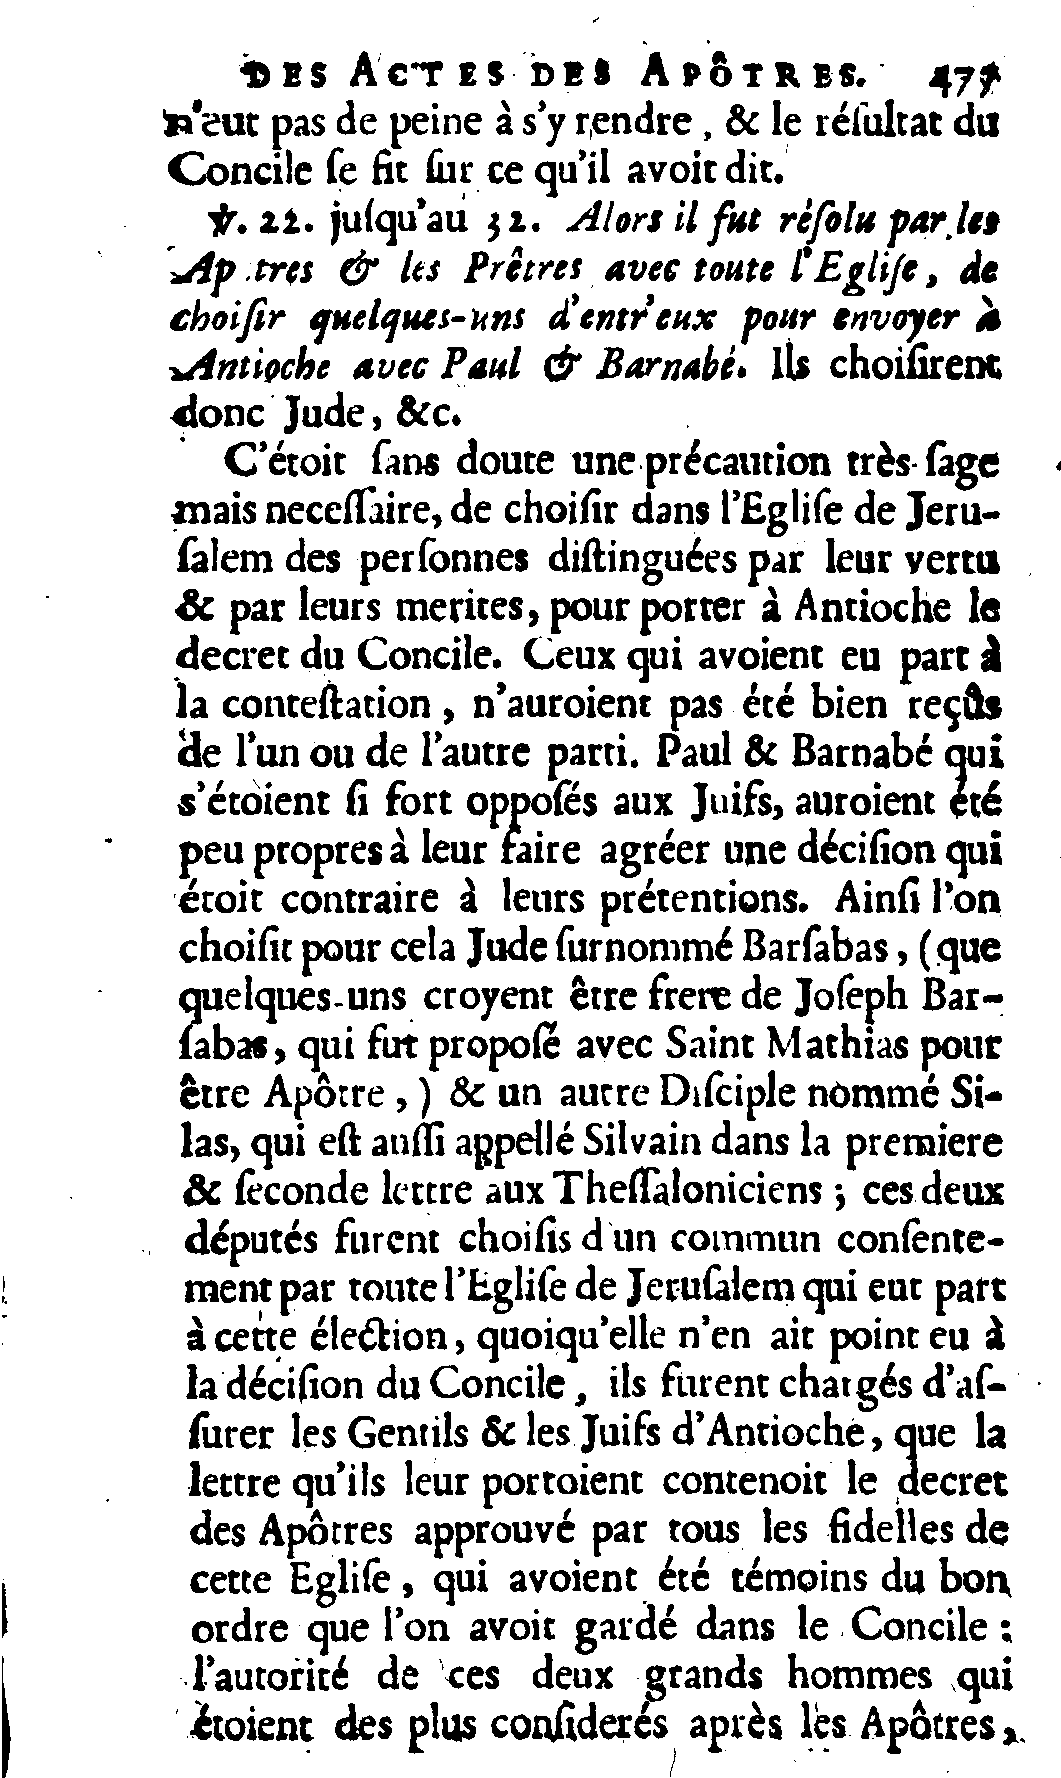 DES ACTES DES APÔTRES.
n'eut pas de peine à s'y rendre, & le réſultat du
Concile ſe fit ſur ce qu'il avoit dit.
℣. 22. juſqu'au 32. Alors il fut réſolu par les
Ap.tres & les Prêtres avec toute l'Egliſe, de
choiſir quelques-uns d'entr'eux pour envoyer à
Antioche avec Paul & Barnabé. Ils choiſirent
donc Jude, &c.
C'étoit ſans doute une précaution très-ſage
mais neceſſaire, de choiſir dans l'Egliſe de Jeru-
ſalem des perſonnes diſtinguées par leur vertu
& par leurs merites, pour porter à Antioche le
decret du Concile. Ceux qui avoient eu part à
la conteſtation, n'auroient pas été bien reçûs
de l'un ou de l'autre parti. Paul & Barnabé qui
s'étoient ſi fort oppoſés aux Juifs, auroient été
peu propres à leur faire agréer une déciſion qui
étoit contraire à leurs prétentions. Ainſi l'on
choiſit pour cela Jude ſurnommé Barſabas, (que
quelques-uns croyent être frere de Joſeph Bar-
ſabas, qui fut propoſé avec Saint Mathias pour
être Apôtre,) & un autre Diſciple nommé Si-
las, qui eſt auſſi appellé Silvain dans la premiere
& ſeconde lettre aux Theſſaloniciens; ces deux
députés furent choiſis d'un commun conſente-
ment par toute l'Egliſe de Jeruſalem qui eut part
à cette élection, quoiqu'elle n'en ait point eu à
la déciſion du Concile, ils furent chargés d'aſ-
ſurer les Gentils & les Juifs d'Antioche, que la
lettre qu'ils leur portoient contenoit le decret
des Apôtres approuvé par tous les fidelles de
cette Egliſe, qui avoient été témoins du bon
ordre que l'on avoit gardé dans le Concile:
l'autorité de ces deux grands hommes qui
étoient des plus conſiderés après les Apôtres,